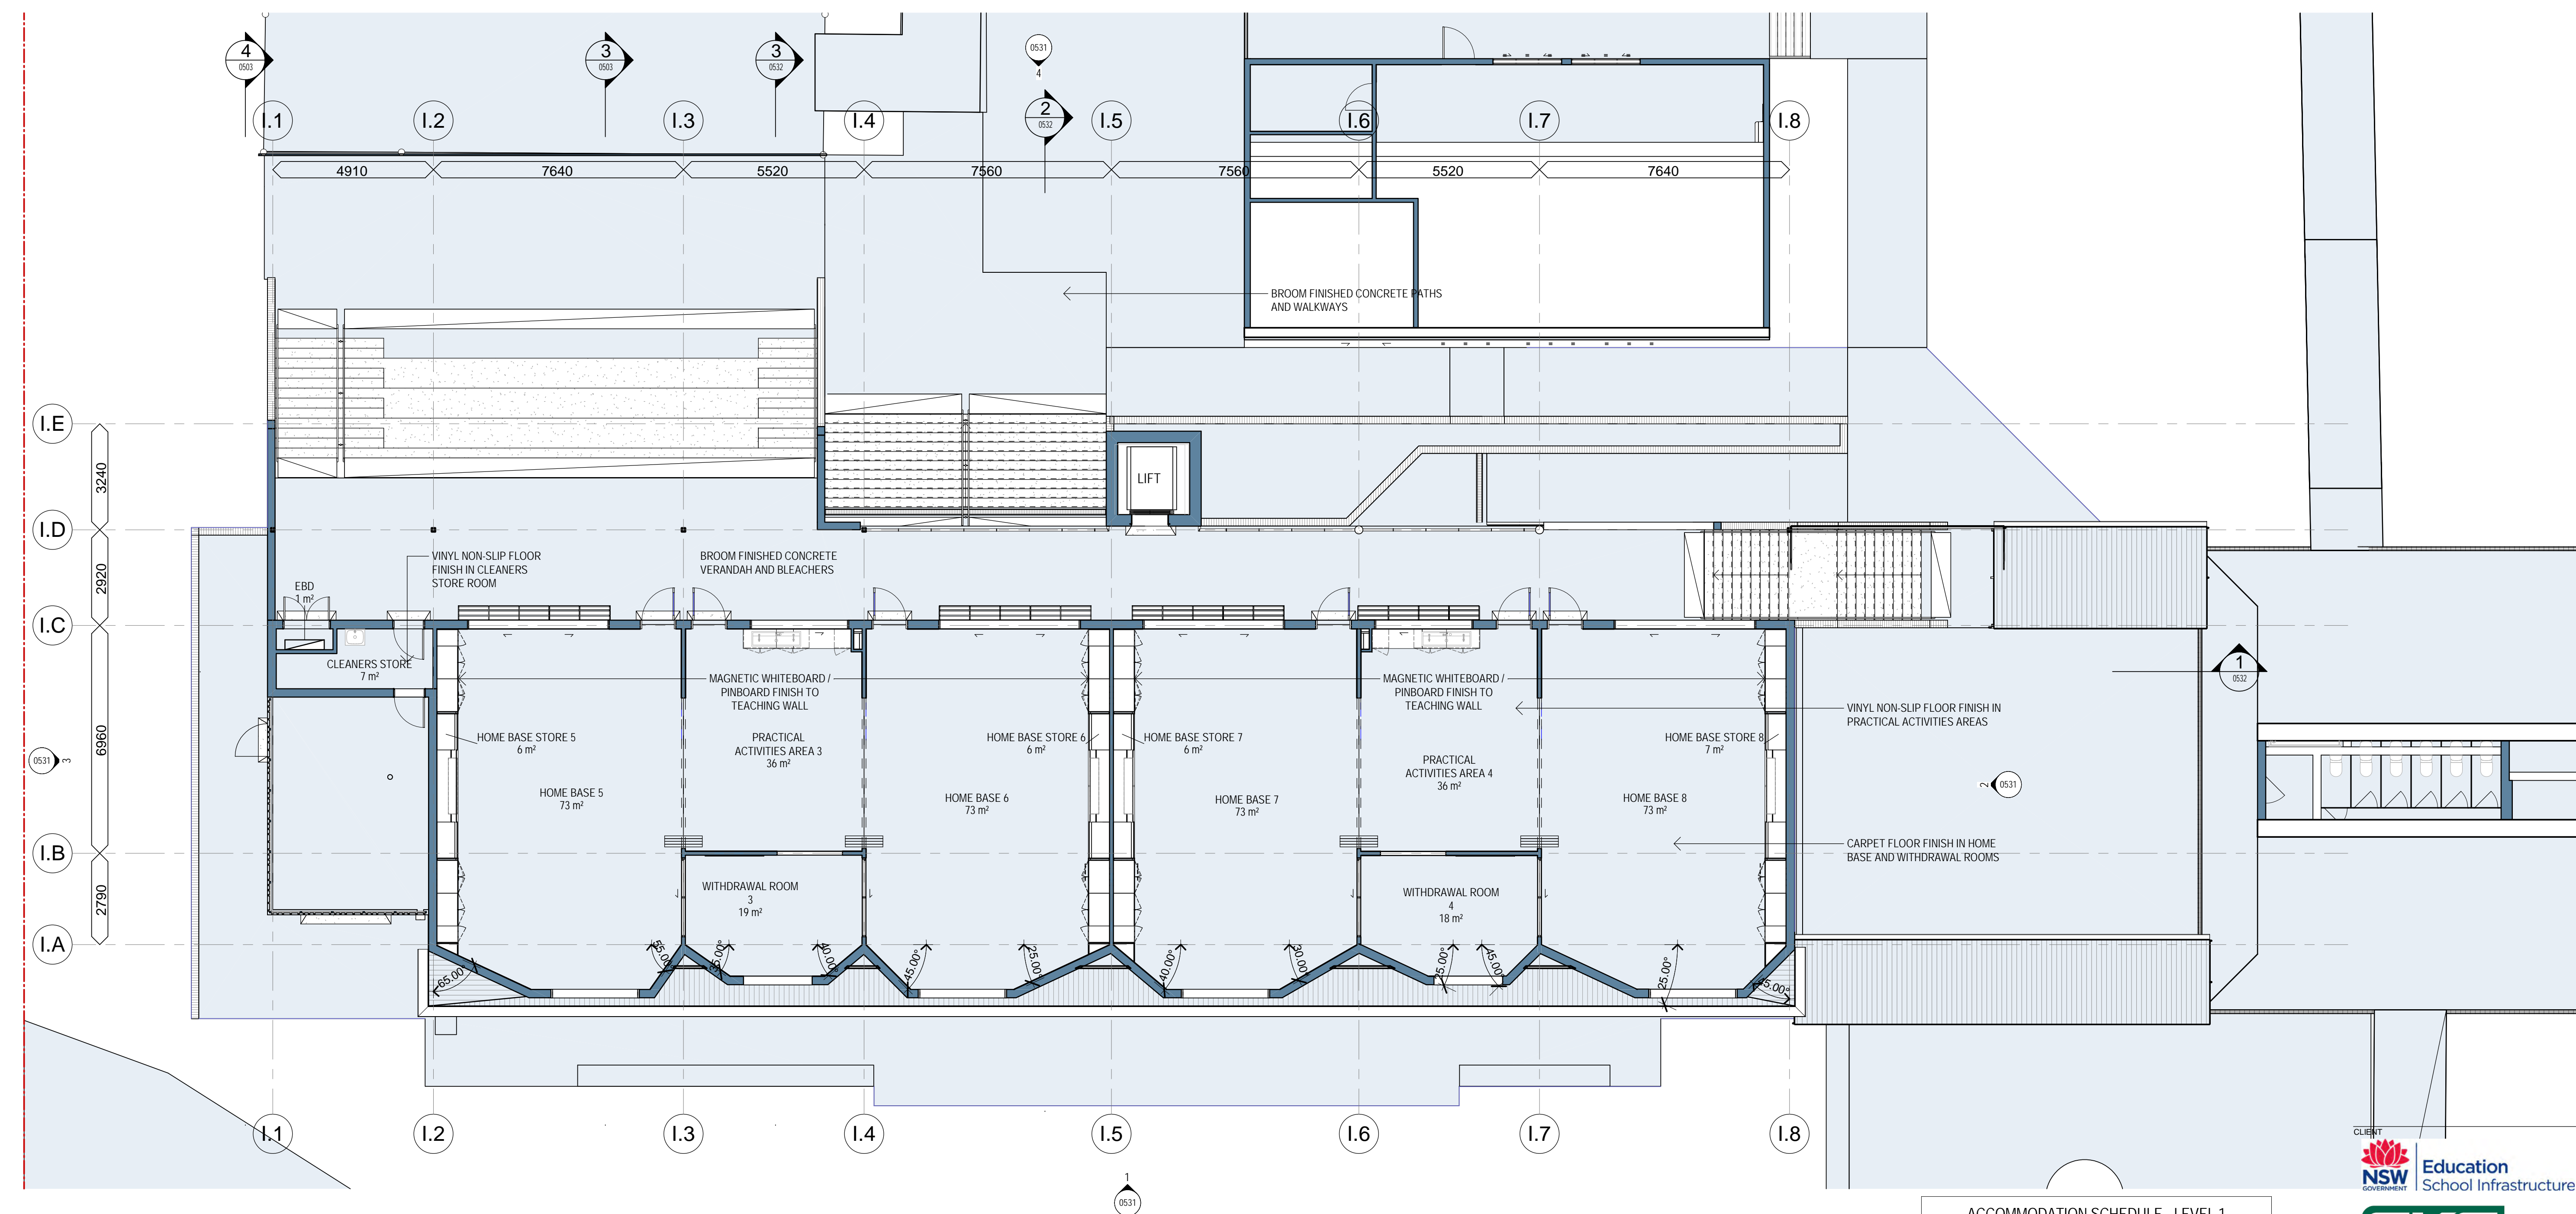 4
0503
3
0503
3
0532
0531
4
2
0532
I.1
I.2
I.3
I.4
I.5
I.6
I.7
I.8
4910
7640
5520
7560
7560
5520
7640
BROOM FINISHED CONCRETE PATHS
AND WALKWAYS
I.E
3240
LIFT
I.D
VINYL NON-SLIP FLOOR
FINISH IN CLEANERS
STORE ROOM
BROOM FINISHED CONCRETE
VERANDAH AND BLEACHERS
2920
EBD
1 m²
I.C
CLEANERS STORE
7 m²
1
0532
MAGNETIC WHITEBOARD /
PINBOARD FINISH TO
TEACHING WALL
MAGNETIC WHITEBOARD /
PINBOARD FINISH TO
TEACHING WALL
VINYL NON-SLIP FLOOR FINISH IN
PRACTICAL ACTIVITIES AREAS
6960
0531
3
HOME BASE STORE 5
6 m²
PRACTICAL
ACTIVITIES AREA 3
36 m²
HOME BASE STORE 6
6 m²
HOME BASE STORE 7
6 m²
PRACTICAL
ACTIVITIES AREA 4
36 m²
HOME BASE STORE 8
7 m²
2
0531
HOME BASE 5
73 m²
HOME BASE 6
73 m²
HOME BASE 7
73 m²
HOME BASE 8
73 m²
I.B
CARPET FLOOR FINISH IN HOME
BASE AND WITHDRAWAL ROOMS
2790
WITHDRAWAL ROOM
3
19 m²
WITHDRAWAL ROOM
4
18 m²
I.A
65.00°
55.00°
35.00°
40.00°
45.00°
25.00°
40.00°
30.00°
25.00°
45.00°
25.00°
I.1
I.2
I.3
I.4
I.5
I.6
I.7
I.8
1
0531
CLIENT
NSW
GOVERNMENT
Education
School Infrastructure
ACCOMMODATION SCHEDULE - LEVEL 1